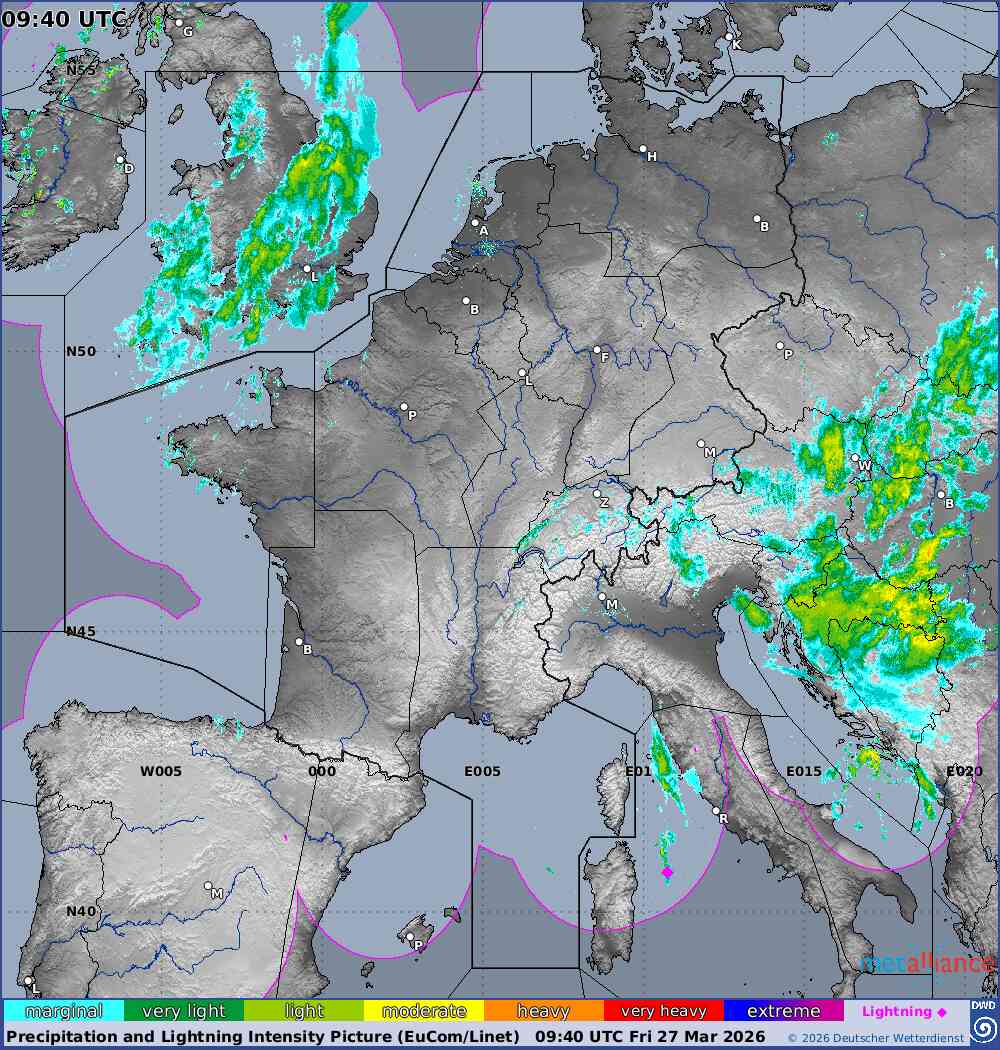 09:40 UTC
G
K
N55
D
H
A
B
L
B
N50
F
P
L
P
M
W
B
Z
M
N45
B
W005
000
E005
E01
E015
E020
R
M
N40
P
L
metalliance
marginal very light light moderate heavy very heavy extreme Lightning ◆ DWD
Precipitation and Lightning Intensity Picture (EuCom/Linet) 09:40 UTC Fri 27 Mar 2026 © 2026 Deutscher Wetterdienst